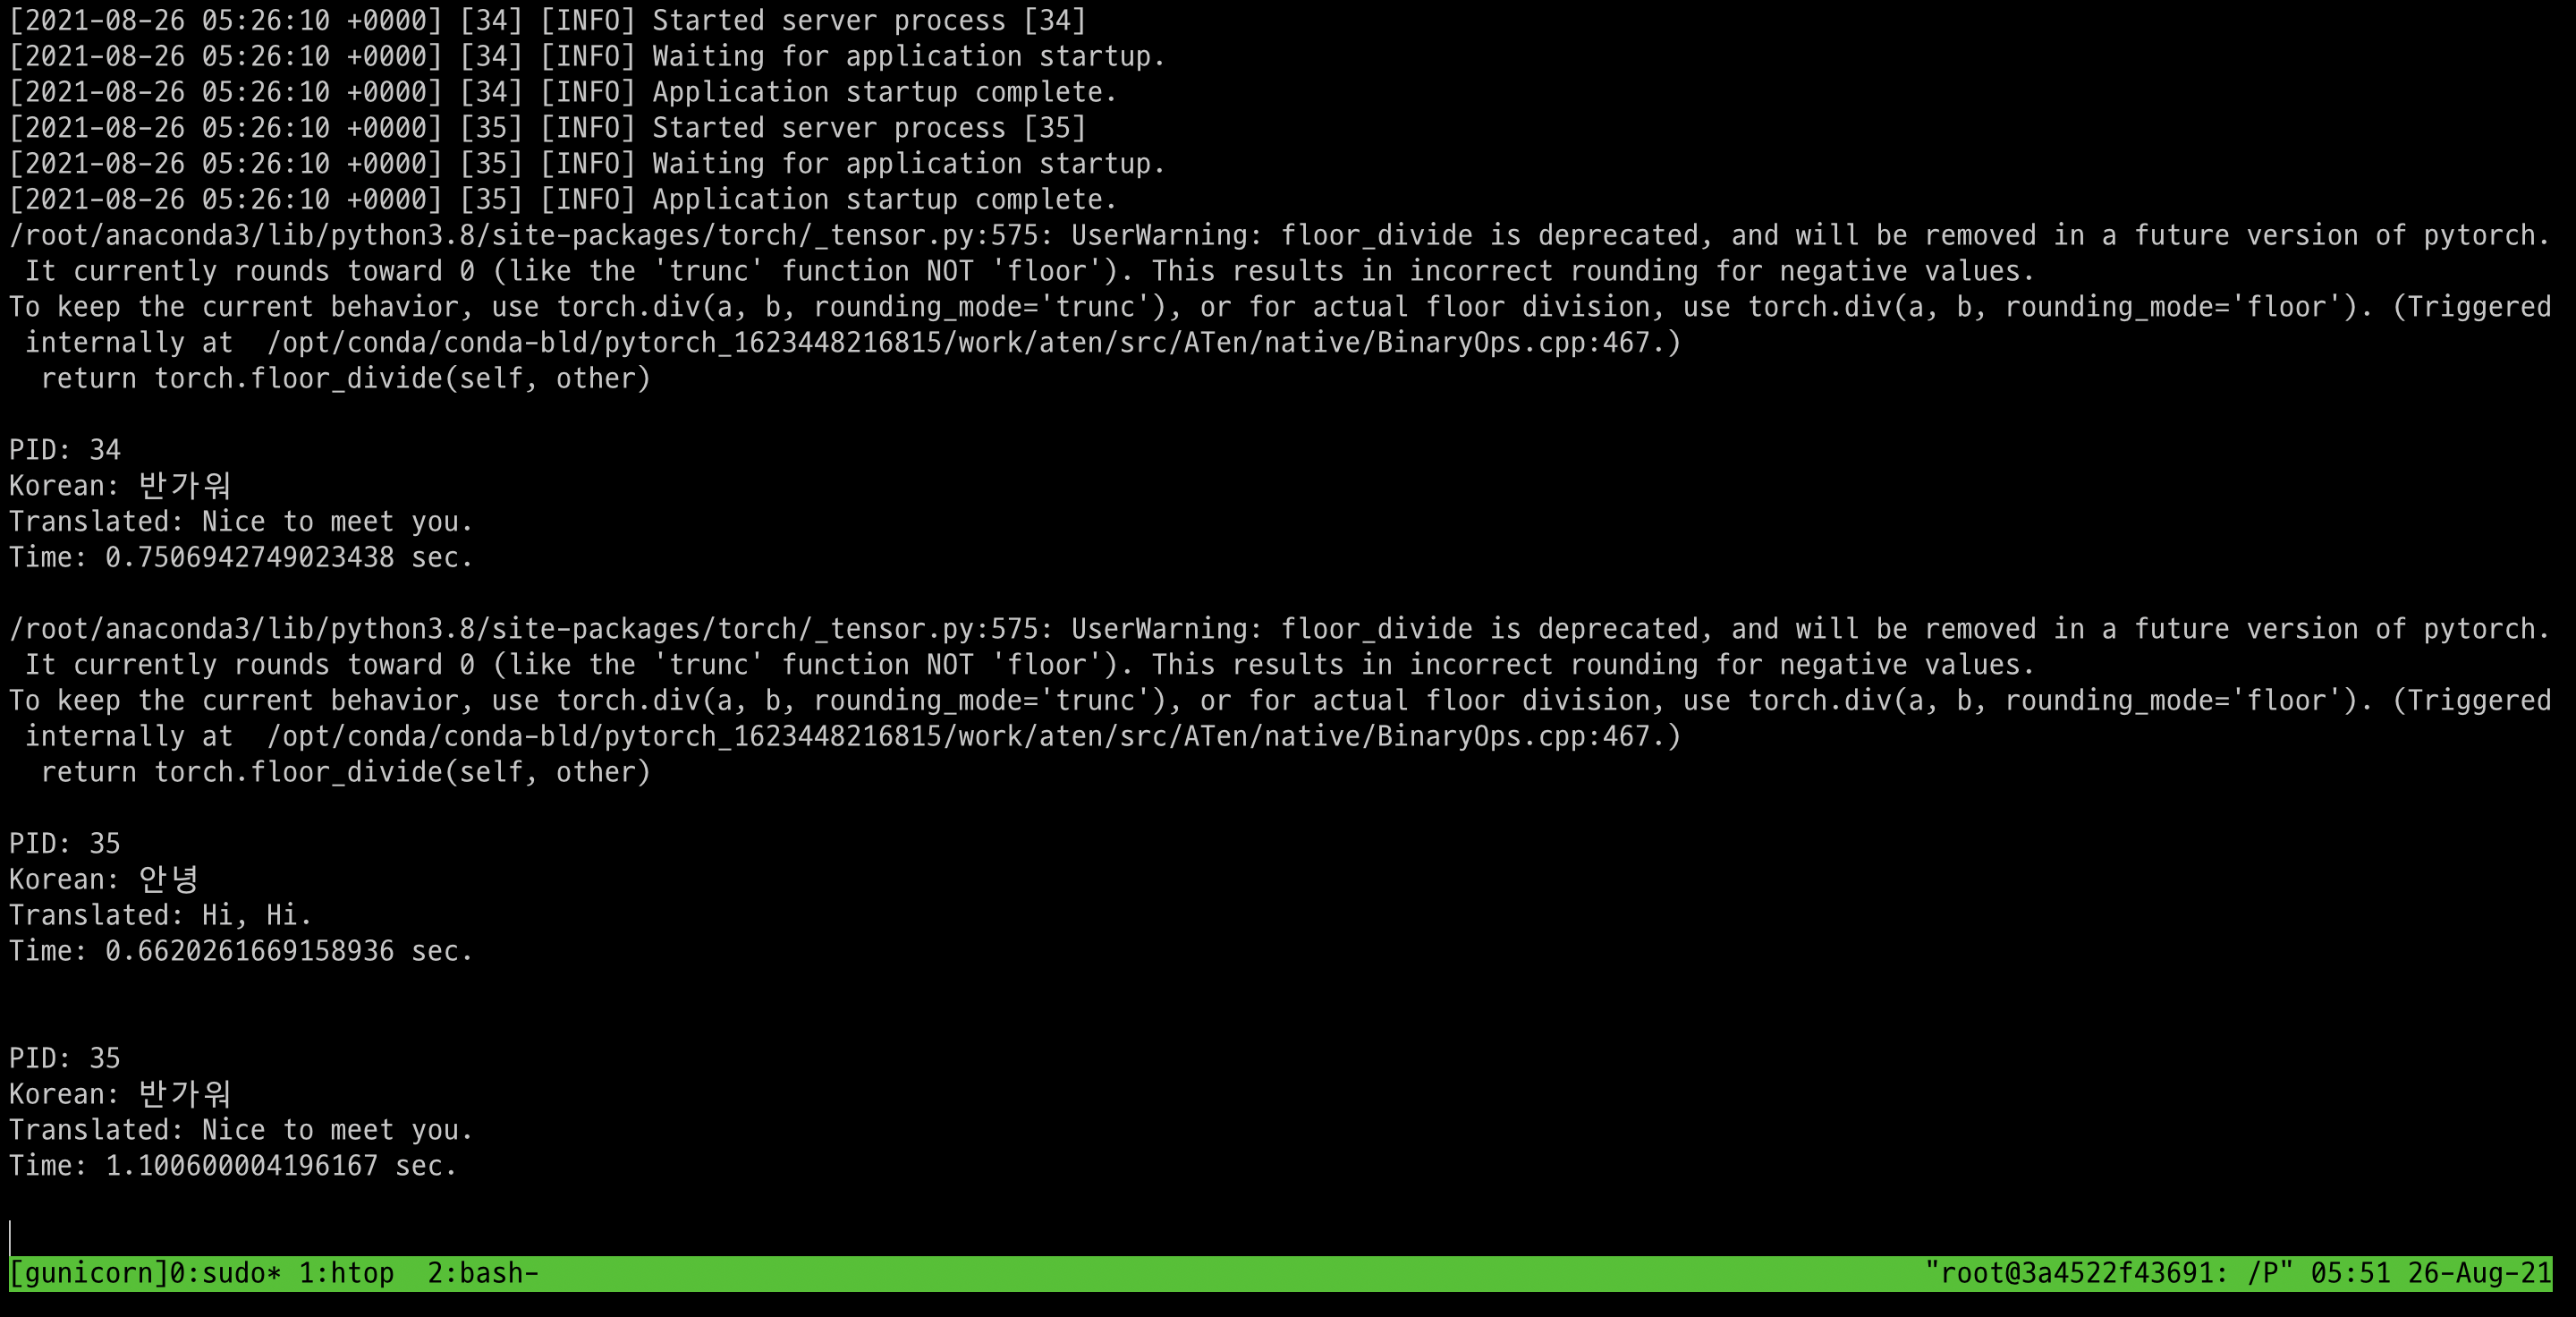 [2021-08-26 05:26:10 +0000] [34] [INFO] Started server process [34]
[2021-08-26 05:26:10 +0000] [34] [INFO] Waiting for application startup.
[2021-08-26 05:26:10 +0000] [34] [INFO] Application startup complete.
[2021-08-26 05:26:10 +0000] [35] [INFO] Started server process [35]
[2021-08-26 05:26:10 +0000] [35] [INFO] Waiting for application startup.
[2021-08-26 05:26:10 +0000] [35] [INFO] Application startup complete.
/root/anaconda3/lib/python3.8/site-packages/torch/_tensor.py:575: UserWarning: floor_divide is deprecated, and will be removed in a future version of pytorch.
 It currently rounds toward 0 (like the 'trunc' function NOT 'floor'). This results in incorrect rounding for negative values.
To keep the current behavior, use torch.div(a, b, rounding_mode='trunc'), or for actual floor division, use torch.div(a, b, rounding_mode='floor'). (Triggered
 internally at  /opt/conda/conda-bld/pytorch_1623448216815/work/aten/src/ATen/native/BinaryOps.cpp:467.)
  return torch.floor_divide(self, other)
PID: 34
Korean: 반가워
Translated: Nice to meet you.
Time: 0.7506942749023438 sec.
/root/anaconda3/lib/python3.8/site-packages/torch/_tensor.py:575: UserWarning: floor_divide is deprecated, and will be removed in a future version of pytorch.
 It currently rounds toward 0 (like the 'trunc' function NOT 'floor'). This results in incorrect rounding for negative values.
To keep the current behavior, use torch.div(a, b, rounding_mode='trunc'), or for actual floor division, use torch.div(a, b, rounding_mode='floor'). (Triggered
 internally at  /opt/conda/conda-bld/pytorch_1623448216815/work/aten/src/ATen/native/BinaryOps.cpp:467.)
  return torch.floor_divide(self, other)
PID: 35
Korean: 안녕
Translated: Hi, Hi.
Time: 0.6620261669158936 sec.
PID: 35
Korean: 반가워
Translated: Nice to meet you.
Time: 1.100600004196167 sec.
[gunicorn]0:sudo* 1:htop  2:bash- "root@3a4522f43691: /P" 05:51 26-Aug-21